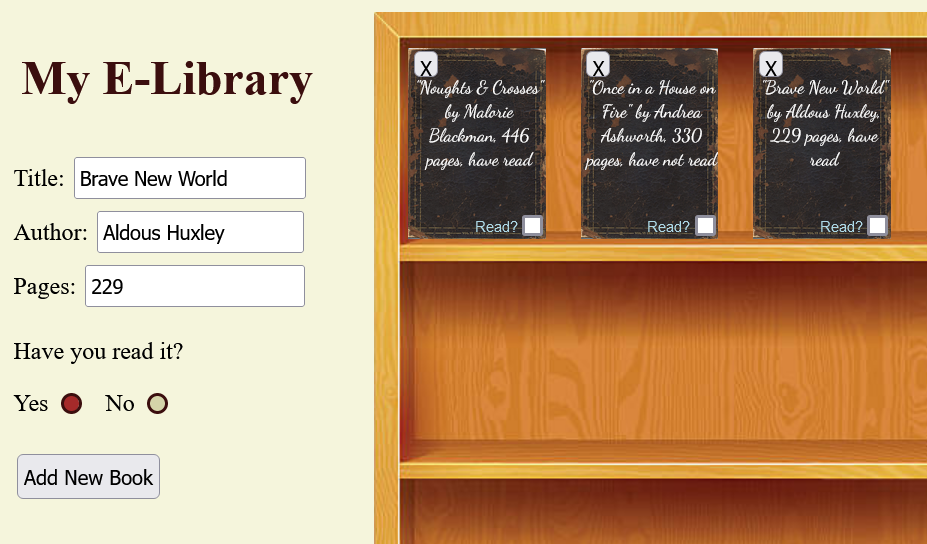 My E-Library
Title: Brave New World
Author: Aldous Huxley
Pages: 229
Have you read it?
Yes No
Add New Book
X
"Noughts & Crosses"
by Malorie
Blackman, 446
pages, have read
Read?
X
"Once in a House on
Fire" by Andrea
Ashworth, 330
pages, have not read
Read?
X
"Brave New World"
by Aldous Huxley,
229 pages, have
read
Read?